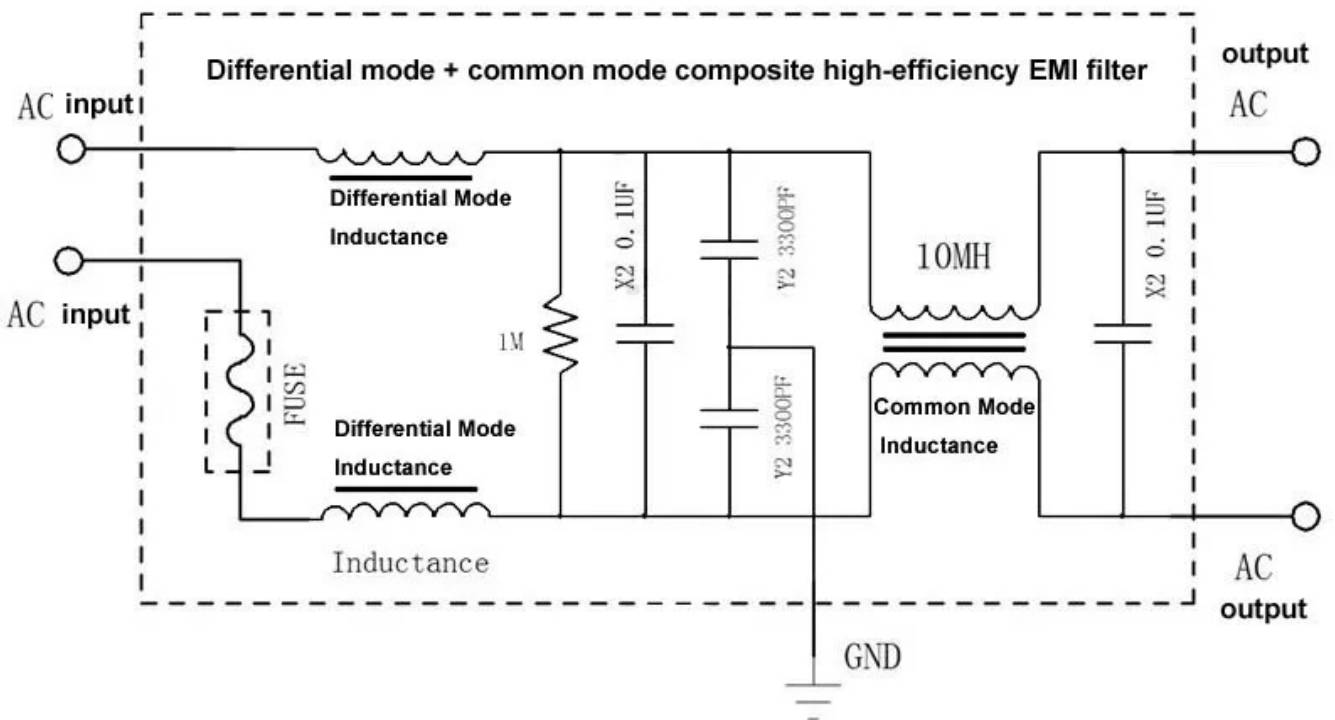 Differential mode + common mode composite high-efficiency EMI filter
output
AC
AC input
Differential Mode
Inductance
X2 0.1UF
Y2 3300PF
X2 0.1UF
10MH
AC input
1M
FUSE
Y2 3300PF
Common Mode
Inductance
Differential Mode
Inductance
Inductance
AC
output
GND